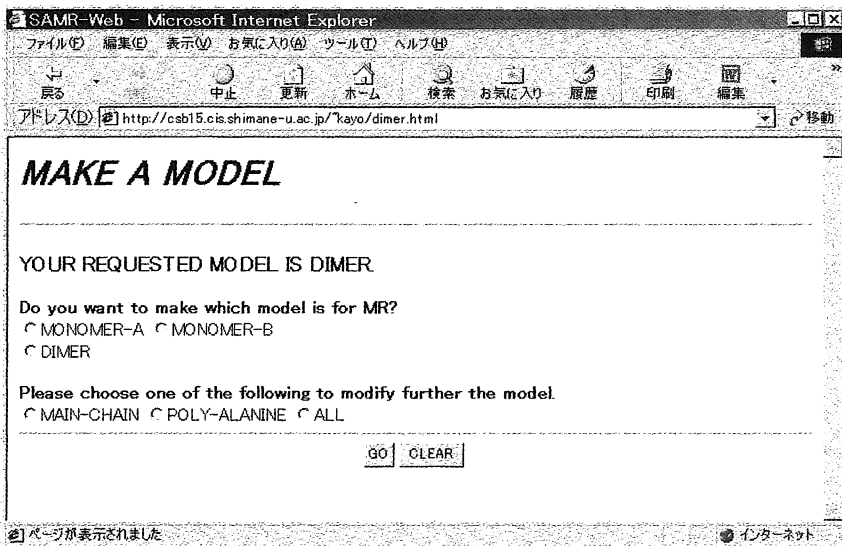 SAMR-Web - Microsoft Internet Explorer
ファイル(F) 編集(E) 表示(V) お気に入り(A) ツール(T) ヘルプ(H)
戻る 中止 更新 ホーム 検索 お気に入り 履歴 印刷 編集 »
アドレス(D) http://csb15.cis.shimane-u.ac.jp/~kayo/dimer.html 移動
MAKE A MODEL
YOUR REQUESTED MODEL IS DIMER.
Do you want to make which model is for MR?
MONOMER-A MONOMER-B
DIMER
Please choose one of the following to modify further the model.
MAIN-CHAIN POLY-ALANINE ALL
GO CLEAR
ページが表示されました インターネット